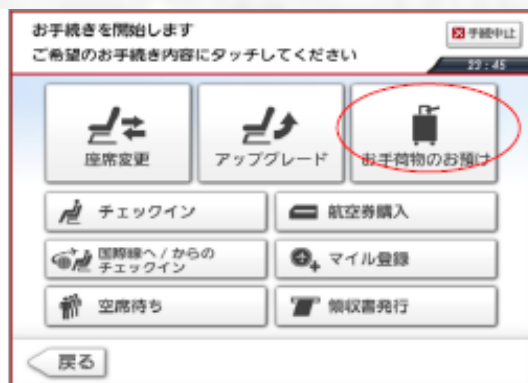 お手続きを開始します
ご希望のお手続き内容にタッチしてください
手続中止
23:45
座席変更
アップグレード
お手荷物のお預け
チェックイン
航空券購入
国際線へ / からの
チェックイン
マイル登録
空席待ち
領収書発行
戻る